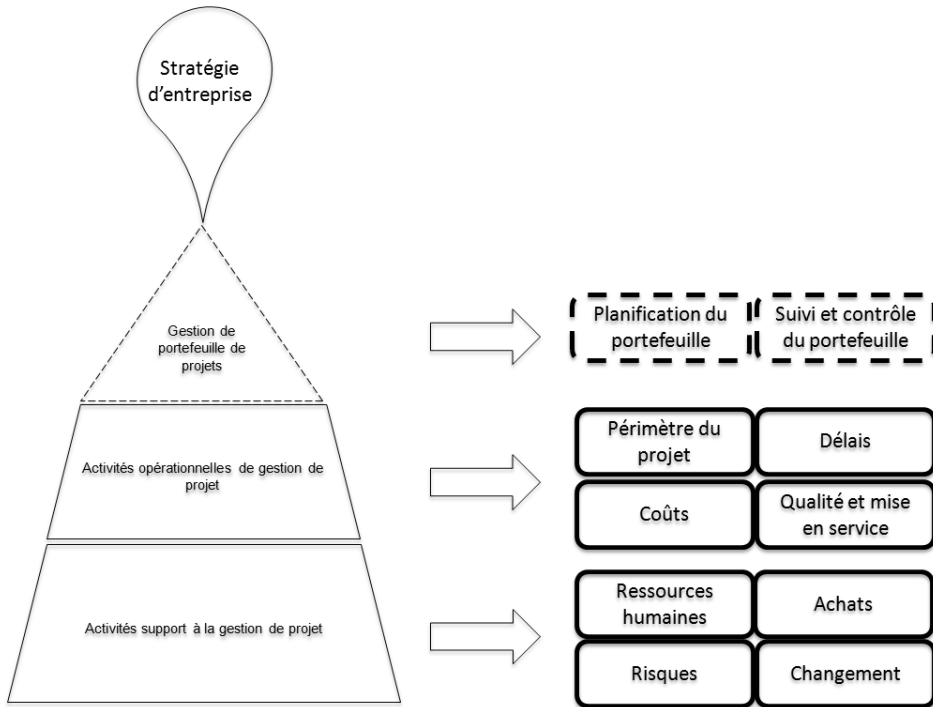 Stratégie
d'entreprise
Gestion de
portefeuille de
projets
Planification du
portefeuille
Suivi et contrôle
du portefeuille
Activités opérationnelles de gestion de
projet
Périmètre du
projet
Délais
Coûts
Qualité et mise
en service
Activités support à la gestion de projet
Ressources
humaines
Achats
Risques
Changement